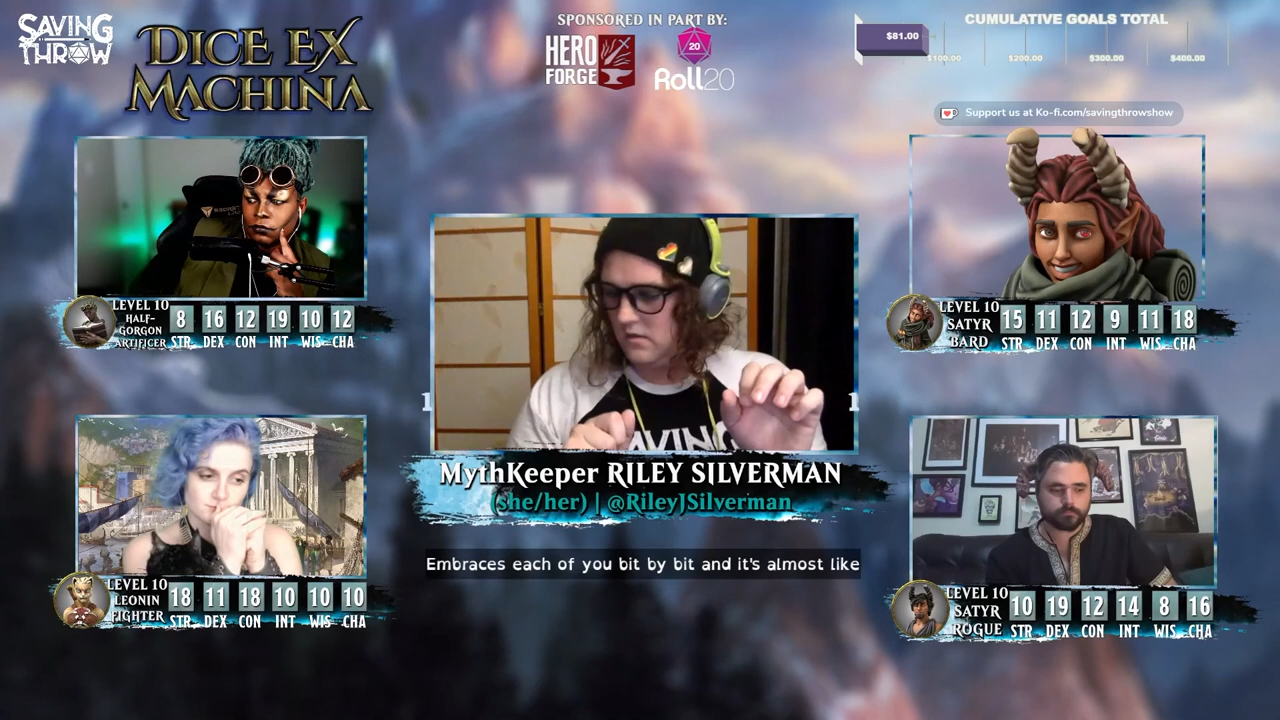 SAVING
THROW
DICE EX
MACHINA
SPONSORED IN PART BY:
HERO
FORGE
20
Roll20
CUMULATIVE GOALS TOTAL
$81.00
$100.00 $200.00 $300.00 $400.00
Support us at Ko-fi.com/savingthrowshow
LEVEL 10
HALF-
GORGON
ARTIFICER
8 16 12 19 10 12
STR DEX CON INT WIS CHA
LEVEL 10
SATYR
BARD
15 11 12 9 11 18
STR DEX CON INT WIS CHA
1 1
SAVING
MythKeeper RILEY SILVERMAN
(she/her) | @RileyJSilverman
Embraces each of you bit by bit and it's almost like
LEVEL 10
LEONIN
FIGHTER
18 11 18 10 10 10
STR DEX CON INT WIS CHA
LEVEL 10
SATYR
ROGUE
10 19 12 14 8 16
STR DEX CON INT WIS CHA